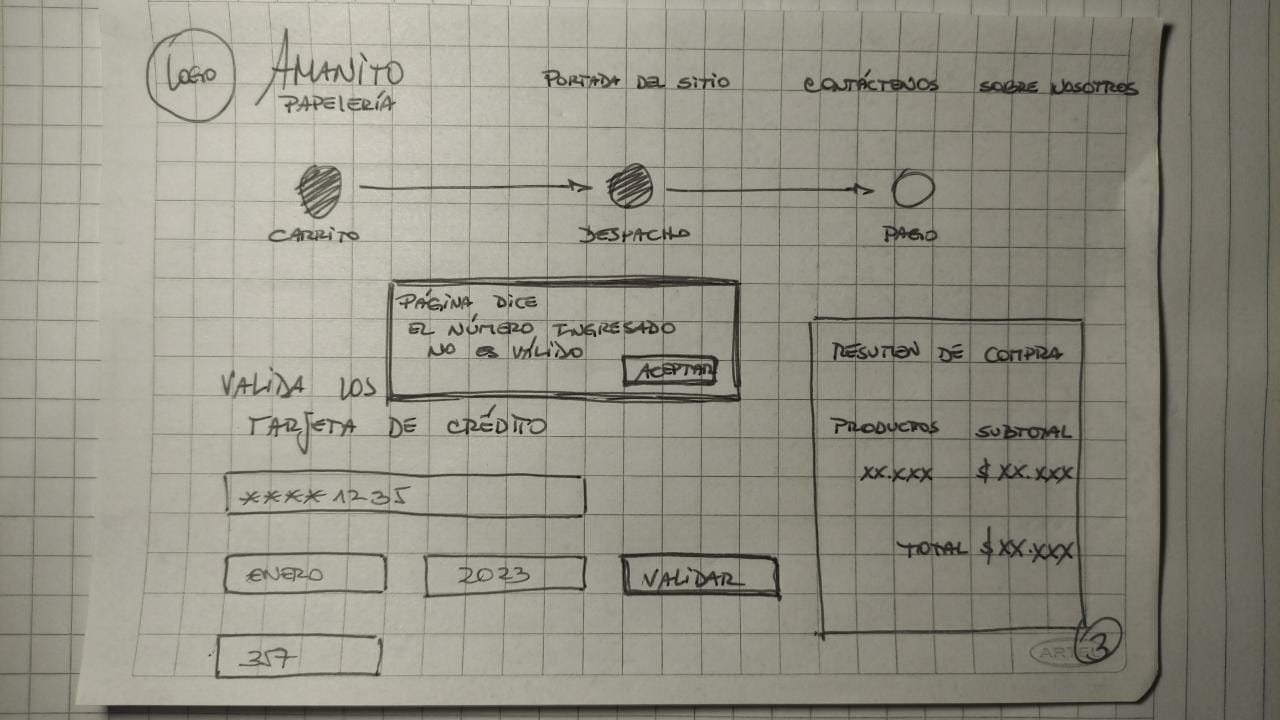 LOGO
AMANITO
PAPELERÍA
PORTADA DEL SITIO
CONTÁCTENOS
SOBRE NOSOTROS
CARRITO
DESPACHO
PAGO
PÁGINA DICE
EL NÚMERO INGRESADO
NO ES VÁLIDO
ACEPTAR
VALIDA LOS
TARJETA DE CRÉDITO
****1235
ENERO
2023
VALIDAR
357
RESUMEN DE COMPRA
PRODUCTOS SUBTOTAL
XX.XXX $XX.XXX
TOTAL $XX.XXX
3